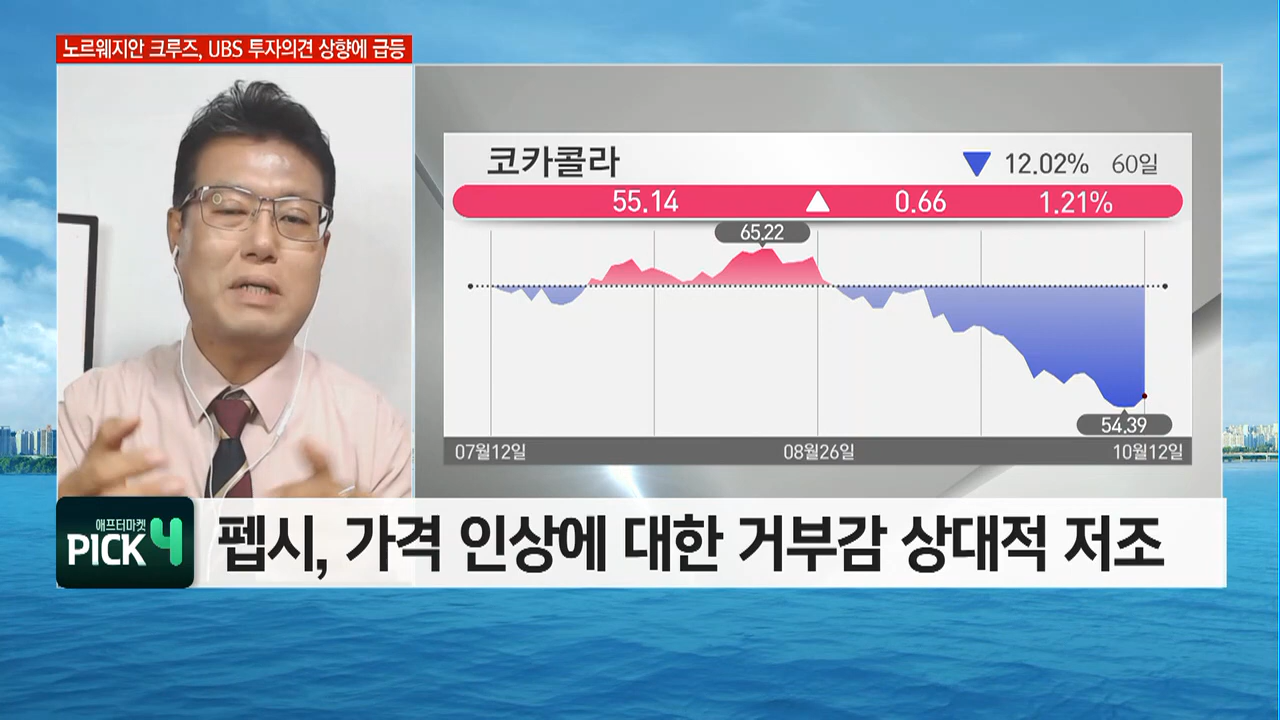 노르웨지안 크루즈, UBS 투자의견 상향에 급등
코카콜라 ▼ 12.02% 60일
55.14 ▲ 0.66 1.21%
65.22
54.39
07월12일 08월26일 10월12일
애프터마켓
PICK 4
펩시, 가격 인상에 대한 거부감 상대적 저조